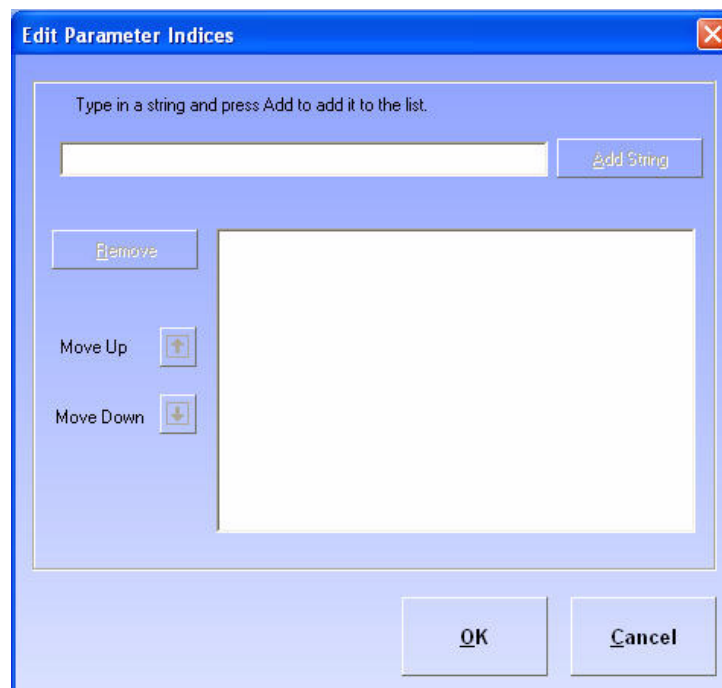 Edit Parameter Indices
Type in a string and press Add to add it to the list.
Add String
Remove
Move Up
Move Down
OK
Cancel